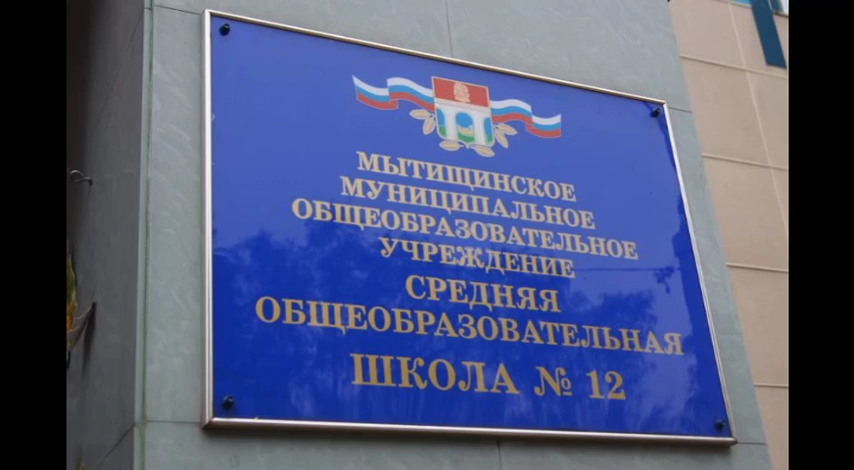 МЫТИЩИНСКОЕ
МУНИЦИПАЛЬНОЕ
ОБЩЕОБРАЗОВАТЕЛЬНОЕ
УЧРЕЖДЕНИЕ
СРЕДНЯЯ
ОБЩЕОБРАЗОВАТЕЛЬНАЯ
ШКОЛА № 12